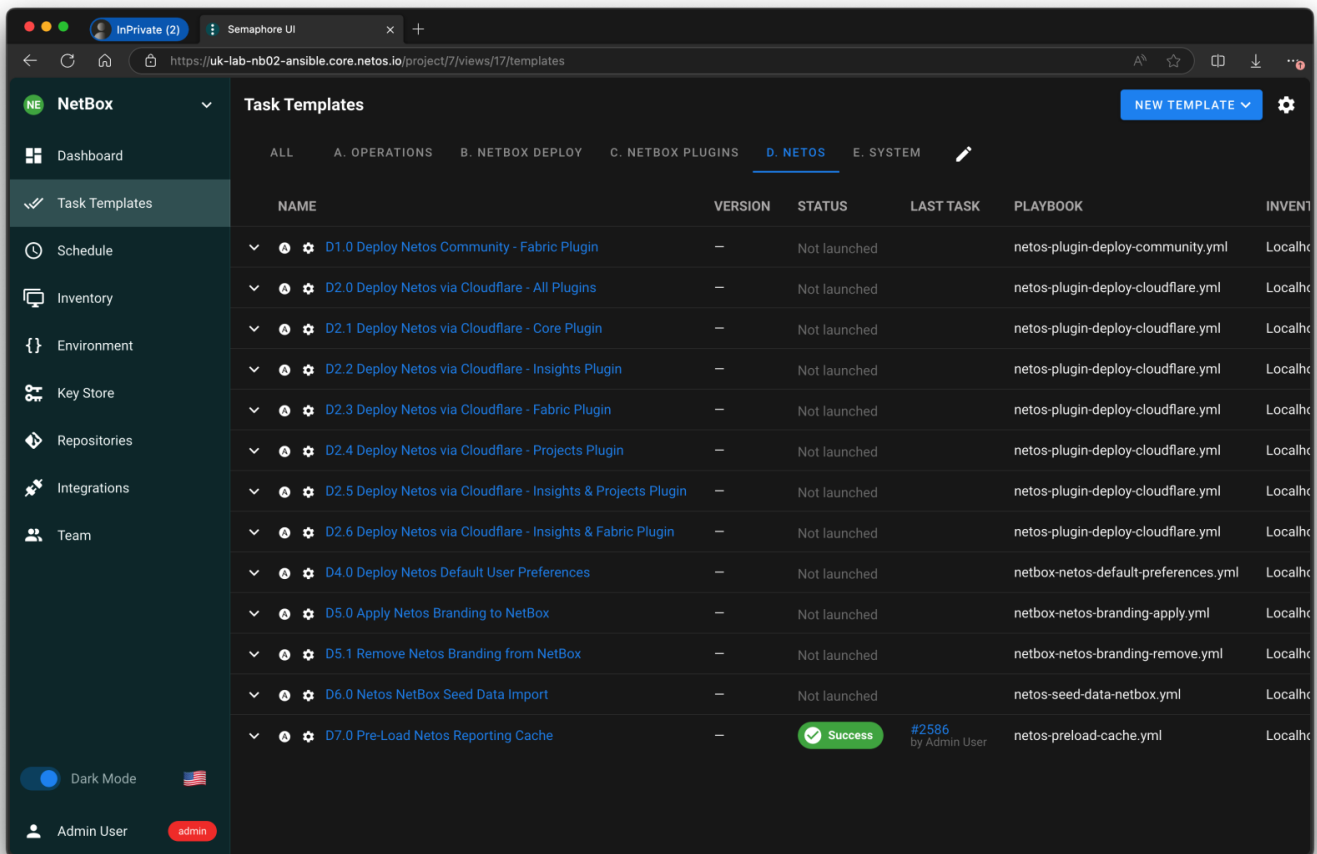 InPrivate (2)
Semaphore UI
https://uk-lab-nb02-ansible.core.netos.io/project/7/views/17/templates
NE NetBox
Task Templates
NEW TEMPLATE
Dashboard
Task Templates
Schedule
Inventory
Environment
Key Store
Repositories
Integrations
Team
Dark Mode
Admin User admin
ALL A. OPERATIONS B. NETBOX DEPLOY C. NETBOX PLUGINS D. NETOS E. SYSTEM
NAME VERSION STATUS LAST TASK PLAYBOOK INVENT
D1.0 Deploy Netos Community - Fabric Plugin — Not launched netos-plugin-deploy-community.yml Localho
D2.0 Deploy Netos via Cloudflare - All Plugins — Not launched netos-plugin-deploy-cloudflare.yml Localho
D2.1 Deploy Netos via Cloudflare - Core Plugin — Not launched netos-plugin-deploy-cloudflare.yml Localho
D2.2 Deploy Netos via Cloudflare - Insights Plugin — Not launched netos-plugin-deploy-cloudflare.yml Localho
D2.3 Deploy Netos via Cloudflare - Fabric Plugin — Not launched netos-plugin-deploy-cloudflare.yml Localho
D2.4 Deploy Netos via Cloudflare - Projects Plugin — Not launched netos-plugin-deploy-cloudflare.yml Localho
D2.5 Deploy Netos via Cloudflare - Insights & Projects Plugin — Not launched netos-plugin-deploy-cloudflare.yml Localho
D2.6 Deploy Netos via Cloudflare - Insights & Fabric Plugin — Not launched netos-plugin-deploy-cloudflare.yml Localho
D4.0 Deploy Netos Default User Preferences — Not launched netbox-netos-default-preferences.yml Localho
D5.0 Apply Netos Branding to NetBox — Not launched netbox-netos-branding-apply.yml Localho
D5.1 Remove Netos Branding from NetBox — Not launched netbox-netos-branding-remove.yml Localho
D6.0 Netos NetBox Seed Data Import — Not launched netos-seed-data-netbox.yml Localho
D7.0 Pre-Load Netos Reporting Cache — Success #2586 netos-preload-cache.yml Localho
by Admin User